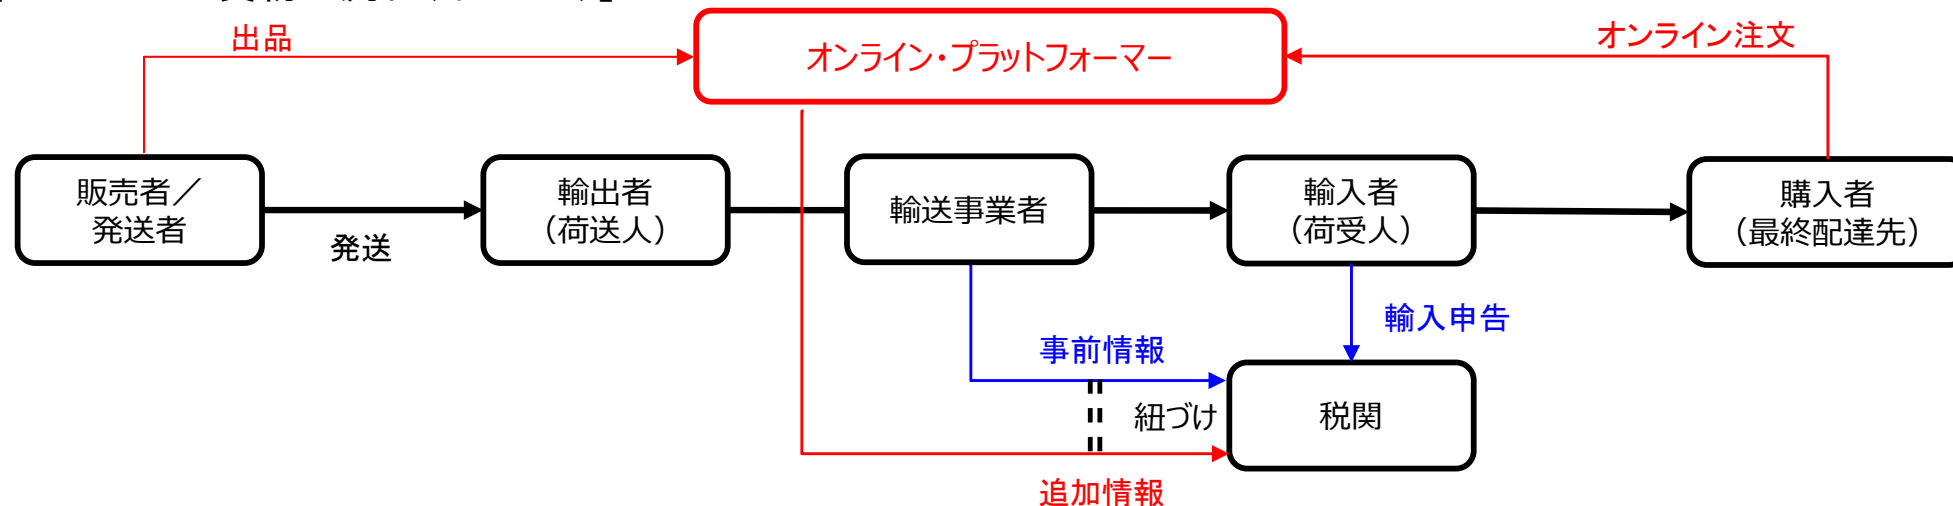 出品
オンライン・プラットフォーマー
オンライン注文
販売者／
発送者
発送
輸出者
（荷送人）
輸送事業者
輸入者
（荷受人）
購入者
（最終配達先）
輸入申告
事前情報
紐づけ
税関
追加情報